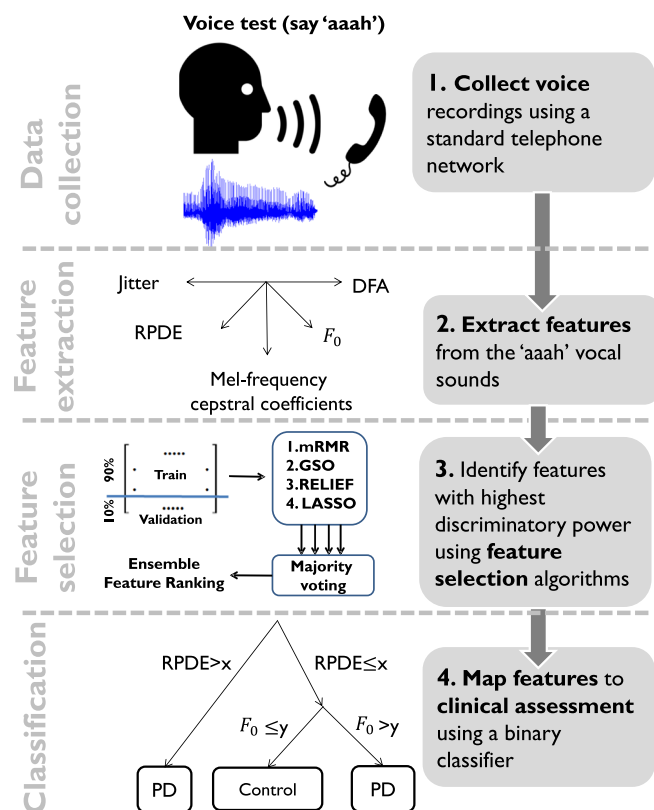 Voice test (say ‘aaah’)
Data
collection
1. Collect voice
recordings using a
standard telephone
network
Feature
extraction
Jitter
DFA
RPDE
F₀
Mel-frequency
cepstral coefficients
2. Extract features
from the ‘aaah’ vocal
sounds
Feature
selection
90%
10%
Train
Validation
1.mRMR
2.GSO
3.RELIEF
4. LASSO
Majority
voting
Ensemble
Feature Ranking
3. Identify features
with highest
discriminatory power
using feature
selection algorithms
Classification
RPDE>x
RPDE≤x
F₀ ≤y
F₀ >y
PD
Control
PD
4. Map features to
clinical assessment
using a binary
classifier